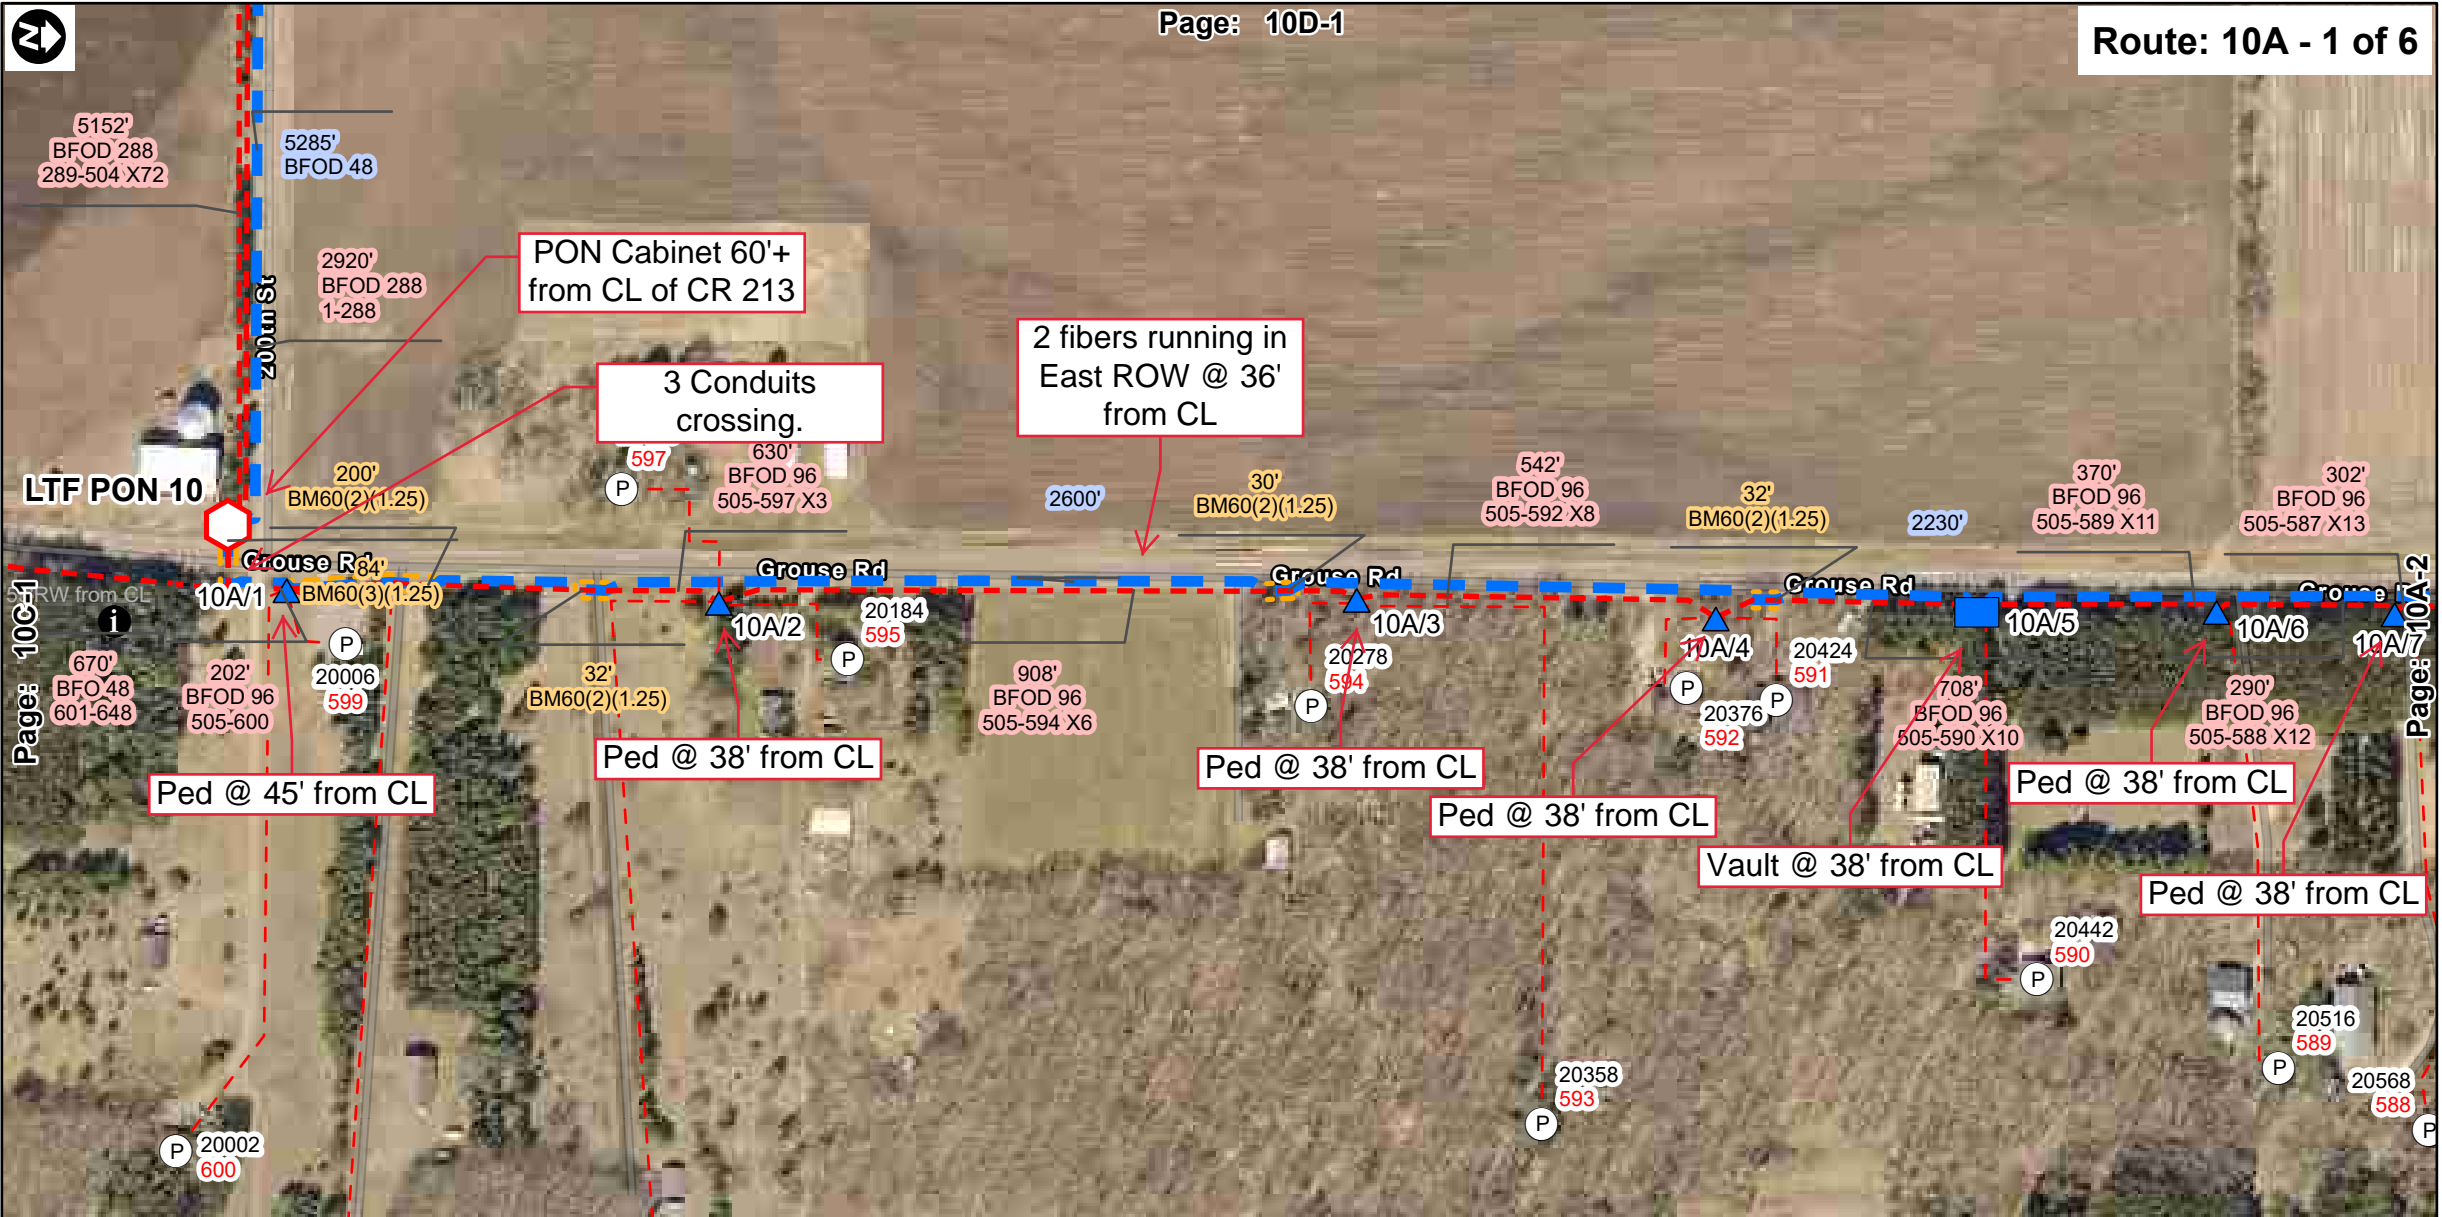 Page: 10D-1
Route: 10A - 1 of 6
N
5152'
BFOD 288
289-504 X72
5285'
BFOD 48
2920'
BFOD 288
1-288
200th St
PON Cabinet 60'+
from CL of CR 213
3 Conduits
crossing.
2 fibers running in
East ROW @ 36'
from CL
LTF PON 10
200'
BM60(2)(1.25)
597
P
630'
BFOD 96
505-597 X3
2600'
30'
BM60(2)(1.25)
542'
BFOD 96
505-592 X8
32'
BM60(2)(1.25)
2230'
370'
BFOD 96
505-589 X11
302'
BFOD 96
505-587 X13
Grouse Rd
Grouse Rd
Grouse Rd
Grouse Rd
Grouse R
84'
BM60(3)(1.25)
RW from CL
i
Page: 10C-1
Page: 10A-2
10A/1
10A/2
10A/3
10A/4
10A/5
10A/6
10A/7
670'
BFO 48
601-648
202'
BFOD 96
505-600
P
20006
599
32'
BM60(2)(1.25)
20184
595
P
908'
BFOD 96
505-594 X6
20278
594
P
P
20376
592
20424
591
P
708'
BFOD 96
505-590 X10
290'
BFOD 96
505-588 X12
Ped @ 45' from CL
Ped @ 38' from CL
Ped @ 38' from CL
Ped @ 38' from CL
Vault @ 38' from CL
Ped @ 38' from CL
Ped @ 38' from CL
20442
590
P
20516
589
P
20358
593
P
20568
588
P
P
20002
600